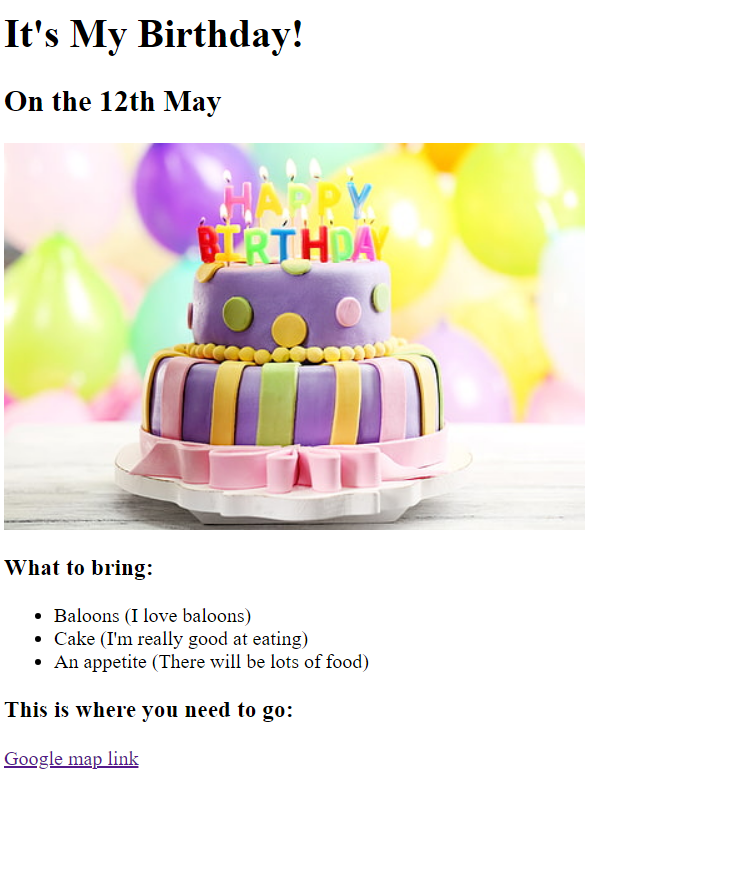 It's My Birthday!
On the 12th May
HAPPY
BIRTHDAY
What to bring:
Baloons (I love baloons)
Cake (I'm really good at eating)
An appetite (There will be lots of food)
This is where you need to go:
Google map link